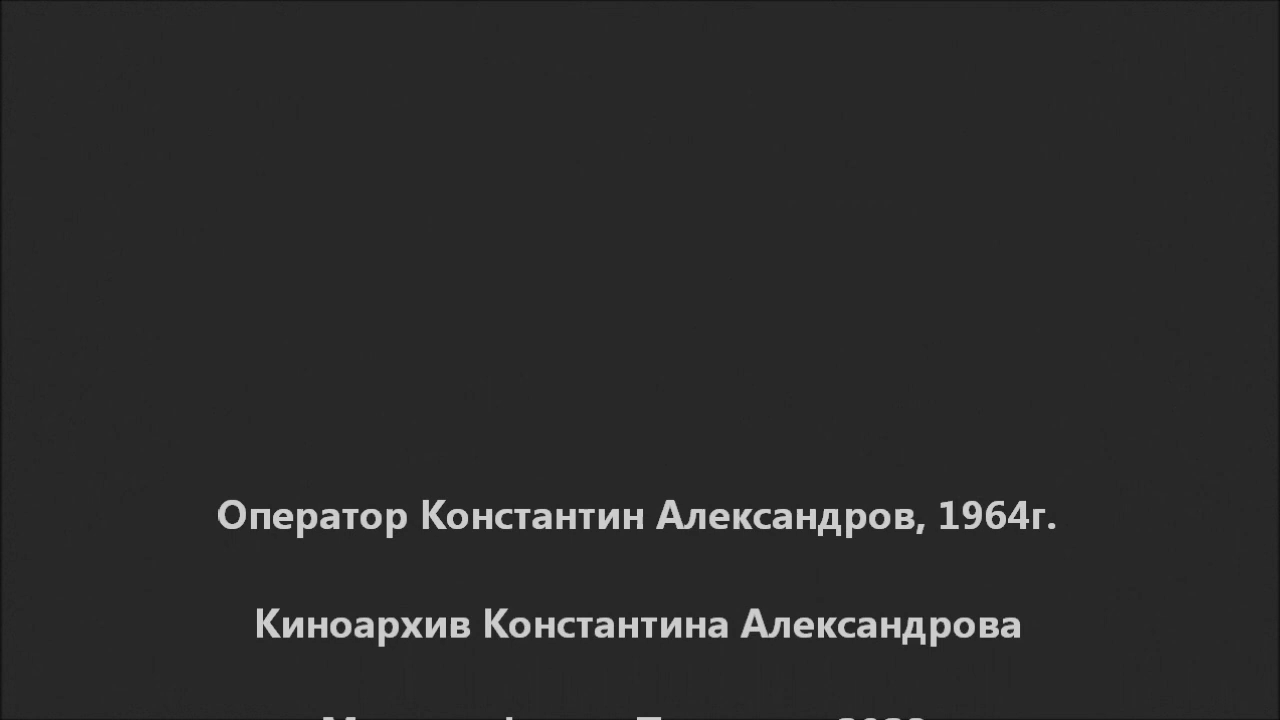 Оператор Константин Александров, 1964г.
Киноархив Константина Александрова